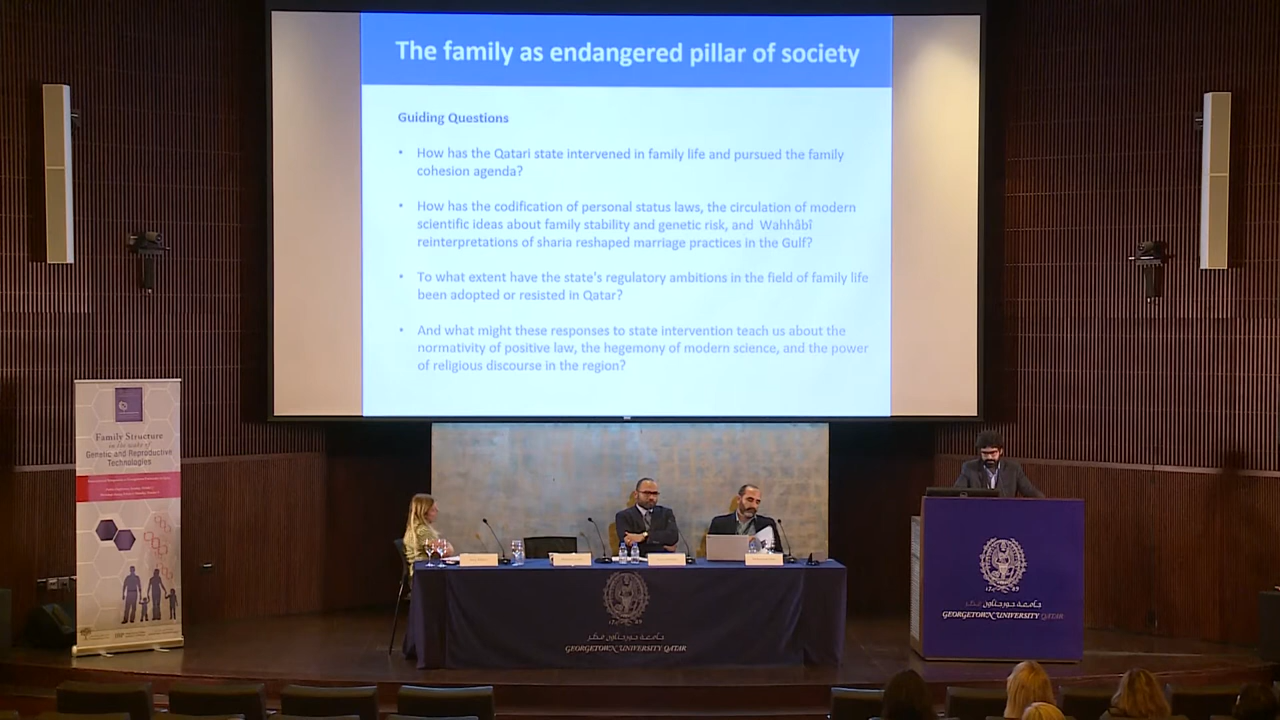 The family as endangered pillar of society
Guiding Questions
• How has the Qatari state intervened in family life and pursued the family
cohesion agenda?
• How has the codification of personal status laws, the circulation of modern
scientific ideas about family stability and genetic risk, and Wahhâbî
reinterpretations of sharia reshaped marriage practices in the Gulf?
• To what extent have the state's regulatory ambitions in the field of family life
been adopted or resisted in Qatar?
• And what might these responses to state intervention teach us about the
normativity of positive law, the hegemony of modern science, and the power
of religious discourse in the region?
Family Structure
in the wake of
Genetic and Reproductive
Technologies
جامعة جورجتاون قطر
GEORGETOWN UNIVERSITY QATAR
جامعة جورجتاون قطر
GEORGETOWN UNIVERSITY QATAR